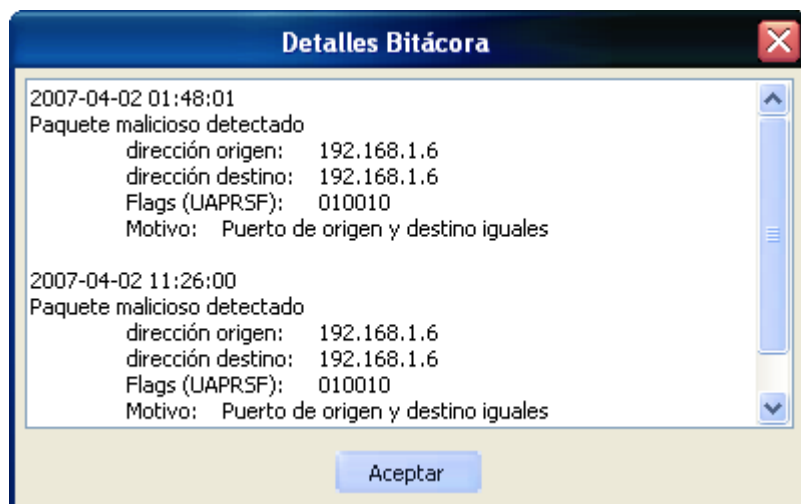 Detalles Bitácora
2007-04-02 01:48:01
Paquete malicioso detectado
dirección origen: 192.168.1.6
dirección destino: 192.168.1.6
Flags (UAPRSF): 010010
Motivo: Puerto de origen y destino iguales
2007-04-02 11:26:00
Paquete malicioso detectado
dirección origen: 192.168.1.6
dirección destino: 192.168.1.6
Flags (UAPRSF): 010010
Motivo: Puerto de origen y destino iguales
Aceptar